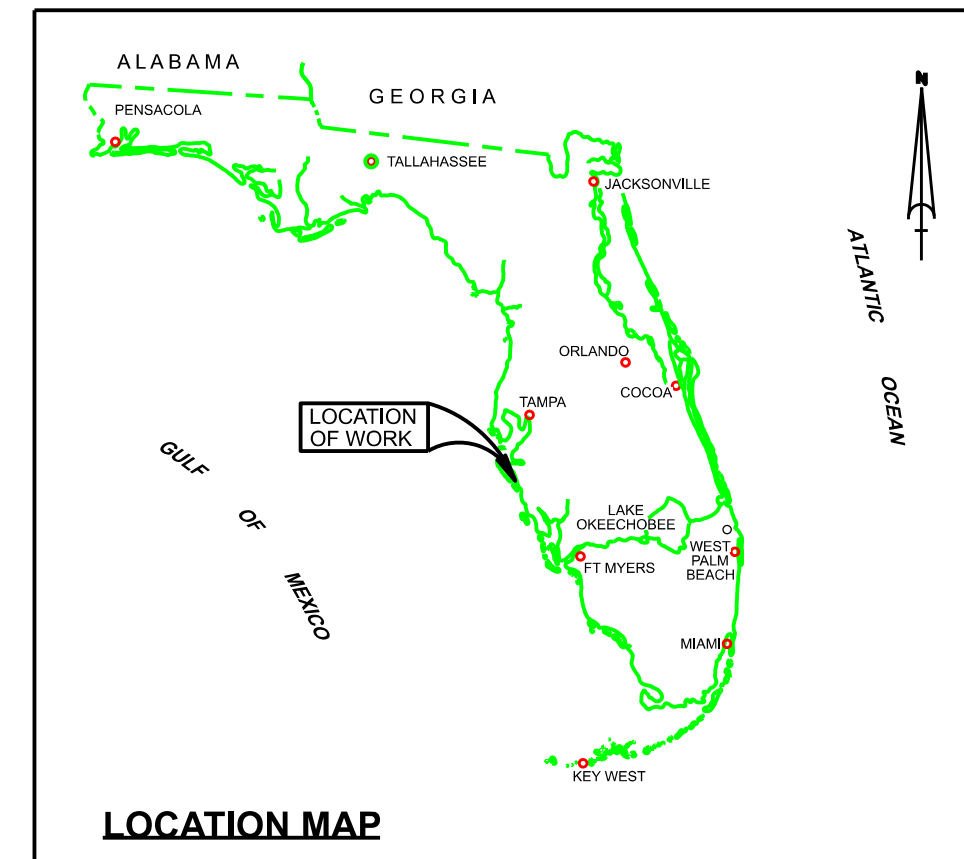 ALABAMA
GEORGIA
N
PENSACOLA
TALLAHASSEE
JACKSONVILLE
ATLANTIC
OCEAN
ORLANDO
COCOA
TAMPA
LOCATION
OF WORK
GULF
OF
MEXICO
LAKE
OKEECHOBEE
WEST
PALM
BEACH
FT MYERS
MIAMI
KEY WEST
LOCATION MAP